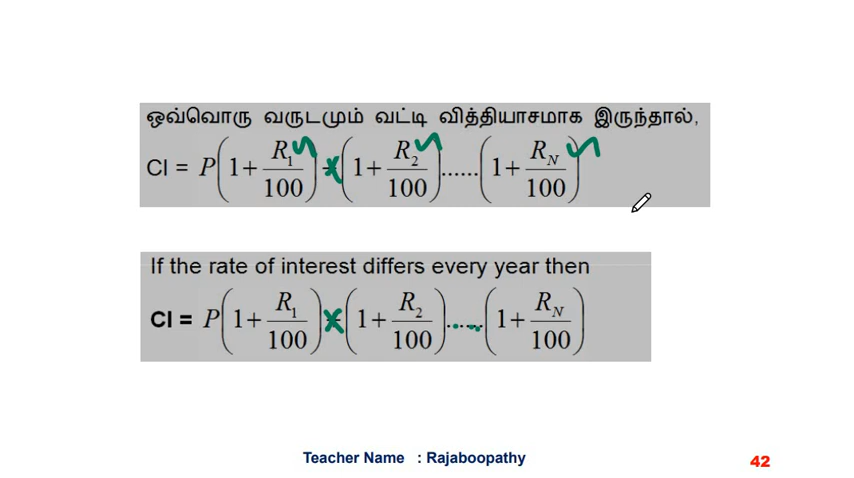 ஒவ்வொரு வருடமும் வட்டி வித்தியாசமாக இருந்தால்,
CI = P(1+R₁/100)×(1+R₂/100)......(1+R_N/100)
If the rate of interest differs every year then
CI = P(1+R₁/100)×(1+R₂/100)......(1+R_N/100)
Teacher Name : Rajaboopathy
42